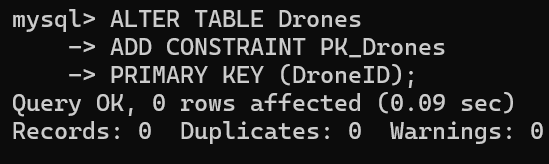 mysql> ALTER TABLE Drones
    -> ADD CONSTRAINT PK_Drones
    -> PRIMARY KEY (DroneID);
Query OK, 0 rows affected (0.09 sec)
Records: 0  Duplicates: 0  Warnings: 0